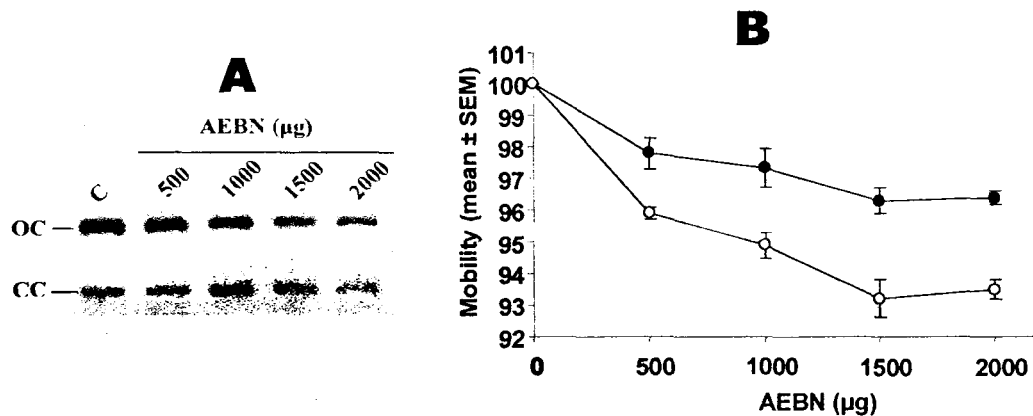 A
AEBN (µg)
C 500 1000 1500 2000
OC
CC
B
Mobility (mean ± SEM)
101
100
99
98
97
96
95
94
93
92
0 500 1000 1500 2000
AEBN (µg)